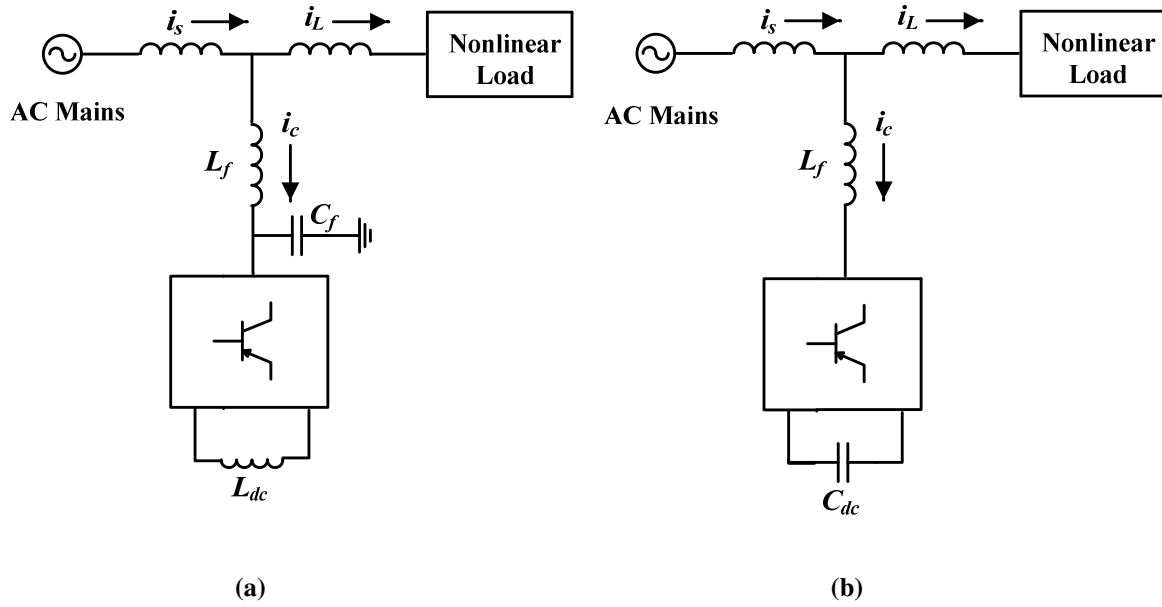 i_s
i_L
Nonlinear
Load
AC Mains
i_c
L_f
C_f
L_dc
(a)
i_s
i_L
Nonlinear
Load
AC Mains
i_c
L_f
C_dc
(b)